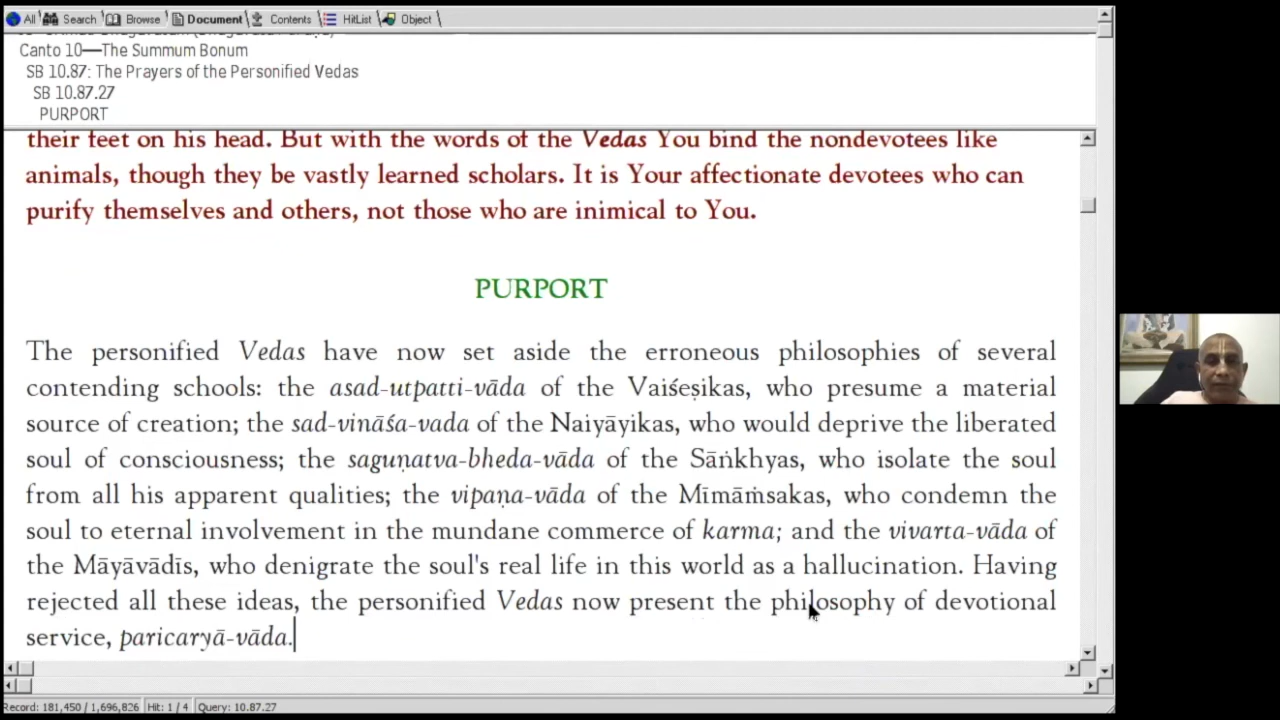 All Search Browse Document Contents HitList Object
Canto 10—The Summum Bonum
SB 10.87: The Prayers of the Personified Vedas
SB 10.87.27
PURPORT
their feet on his head. But with the words of the Vedas You bind the nondevotees like
animals, though they be vastly learned scholars. It is Your affectionate devotees who can
purify themselves and others, not those who are inimical to You.
PURPORT
The personified Vedas have now set aside the erroneous philosophies of several
contending schools: the asad-utpatti-vāda of the Vaiśeṣikas, who presume a material
source of creation; the sad-vināśa-vada of the Naiyāyikas, who would deprive the liberated
soul of consciousness; the saguṇatva-bheda-vāda of the Sāṅkhyas, who isolate the soul
from all his apparent qualities; the vipaṇa-vāda of the Mīmāṁsakas, who condemn the
soul to eternal involvement in the mundane commerce of karma; and the vivarta-vāda of
the Māyāvādīs, who denigrate the soul's real life in this world as a hallucination. Having
rejected all these ideas, the personified Vedas now present the philosophy of devotional
service, paricaryā-vāda.
Record: 181,450 / 1,696,826 Hit: 1 / 4 Query: 10.87.27